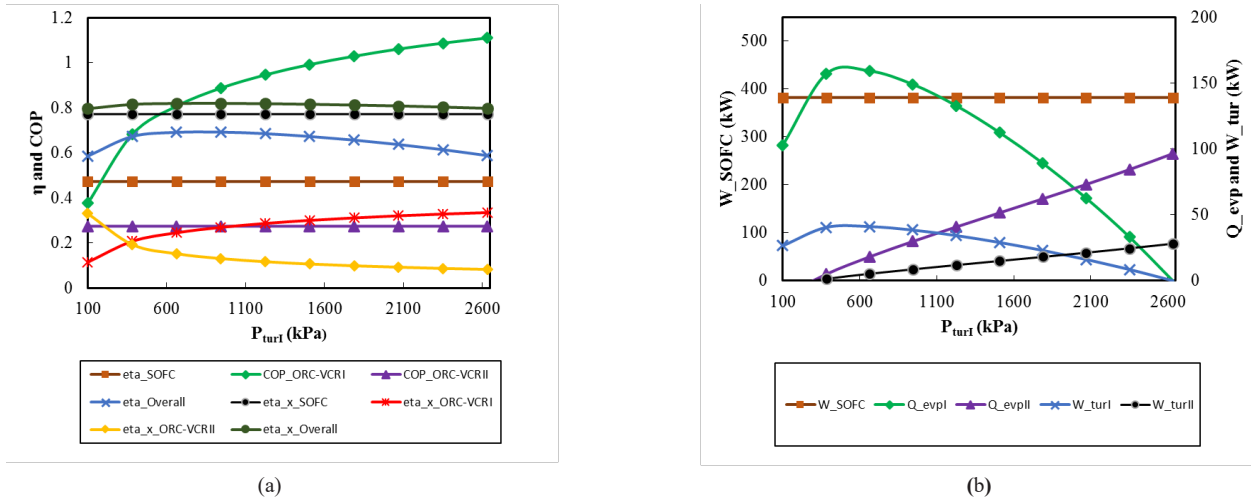 η and COP
1.2
1
0.8
0.6
0.4
0.2
0
100 600 1100 1600 2100 2600
P_turI (kPa)
eta_SOFC COP_ORC-VCRI COP_ORC-VCRII
eta_Overall eta_x_SOFC eta_x_ORC-VCRI
eta_x_ORC-VCRII eta_x_Overall
(a)
W_SOFC (kW)
500
400
300
200
100
0
200
150
100
50
0
Q_evp and W_tur (kW)
100 600 1100 1600 2100 2600
P_turI (kPa)
W_SOFC Q_evpI Q_evpII W_turI W_turII
(b)